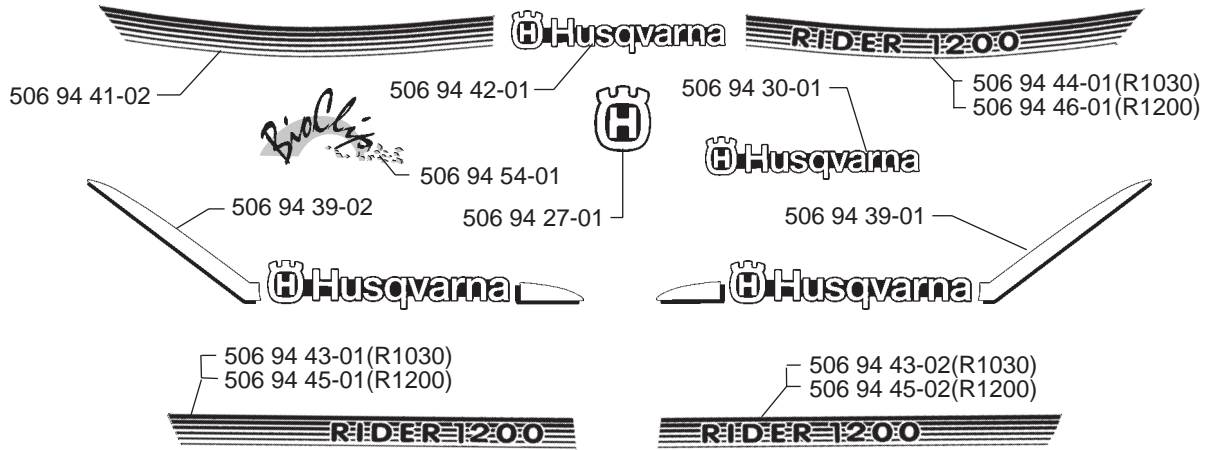 Husqvarna
RIDER 1200
506 94 41-02
506 94 42-01
506 94 30-01
506 94 44-01(R1030)
506 94 46-01(R1200)
BioClip
H
Husqvarna
506 94 54-01
506 94 39-02
506 94 27-01
506 94 39-01
Husqvarna
Husqvarna
506 94 43-01(R1030)
506 94 45-01(R1200)
506 94 43-02(R1030)
506 94 45-02(R1200)
RIDER 1200
RIDER 1200